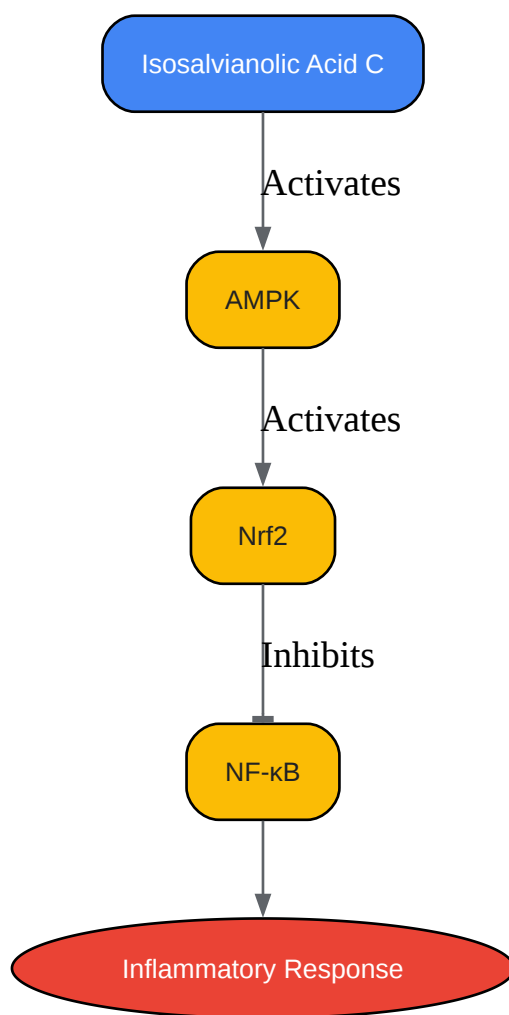 Isosalvianolic Acid C
Activates
AMPK
Activates
Nrf2
Inhibits
NF-κB
Inflammatory Response